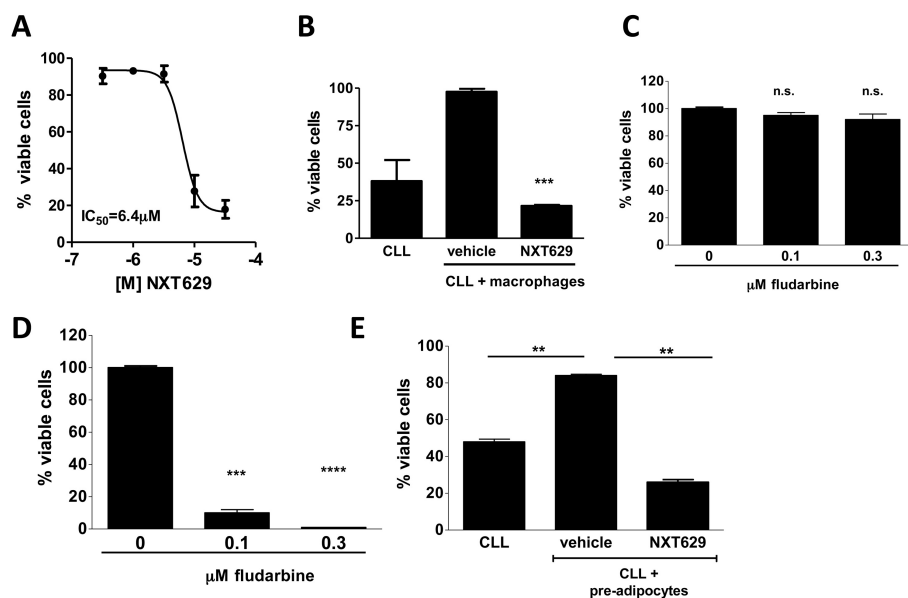 A
% viable cells
100
80
60
40
20
0
IC50=6.4μM
-7
-6
-5
-4
[M] NXT629
B
% viable cells
100
75
50
25
0
***
CLL
vehicle
NXT629
CLL + macrophages
C
% viable cells
120
100
80
60
40
20
0
n.s.
n.s.
0
0.1
0.3
μM fludarbine
D
% viable cells
120
100
80
60
40
20
0
***
****
0
0.1
0.3
μM fludarbine
E
% viable cells
100
80
60
40
20
0
**
**
CLL
vehicle
NXT629
CLL +
pre-adipocytes